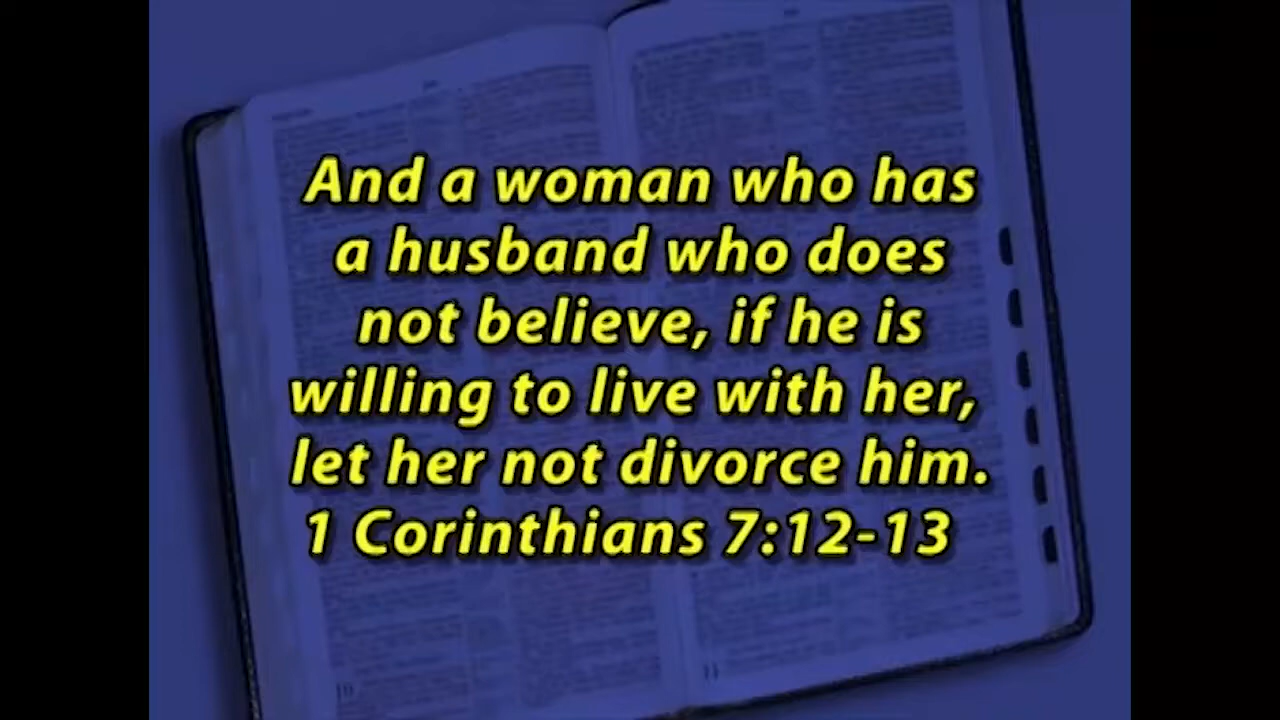 And a woman who has
a husband who does
not believe, if he is
willing to live with her,
let her not divorce him.
1 Corinthians 7:12-13